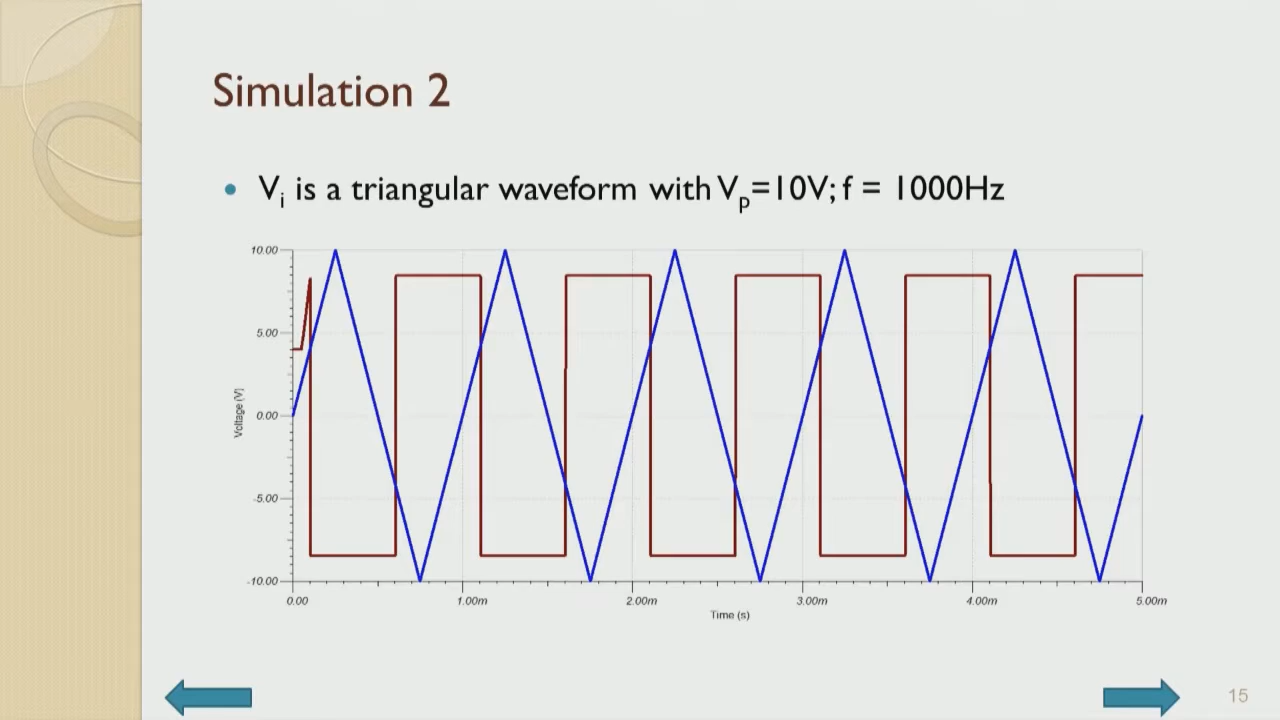 Simulation 2
• Vi is a triangular waveform with Vp=10V; f = 1000Hz
10.00
5.00
0.00
-5.00
-10.00
Voltage (V)
0.00 1.00m 2.00m 3.00m 4.00m 5.00m
Time (s)
15